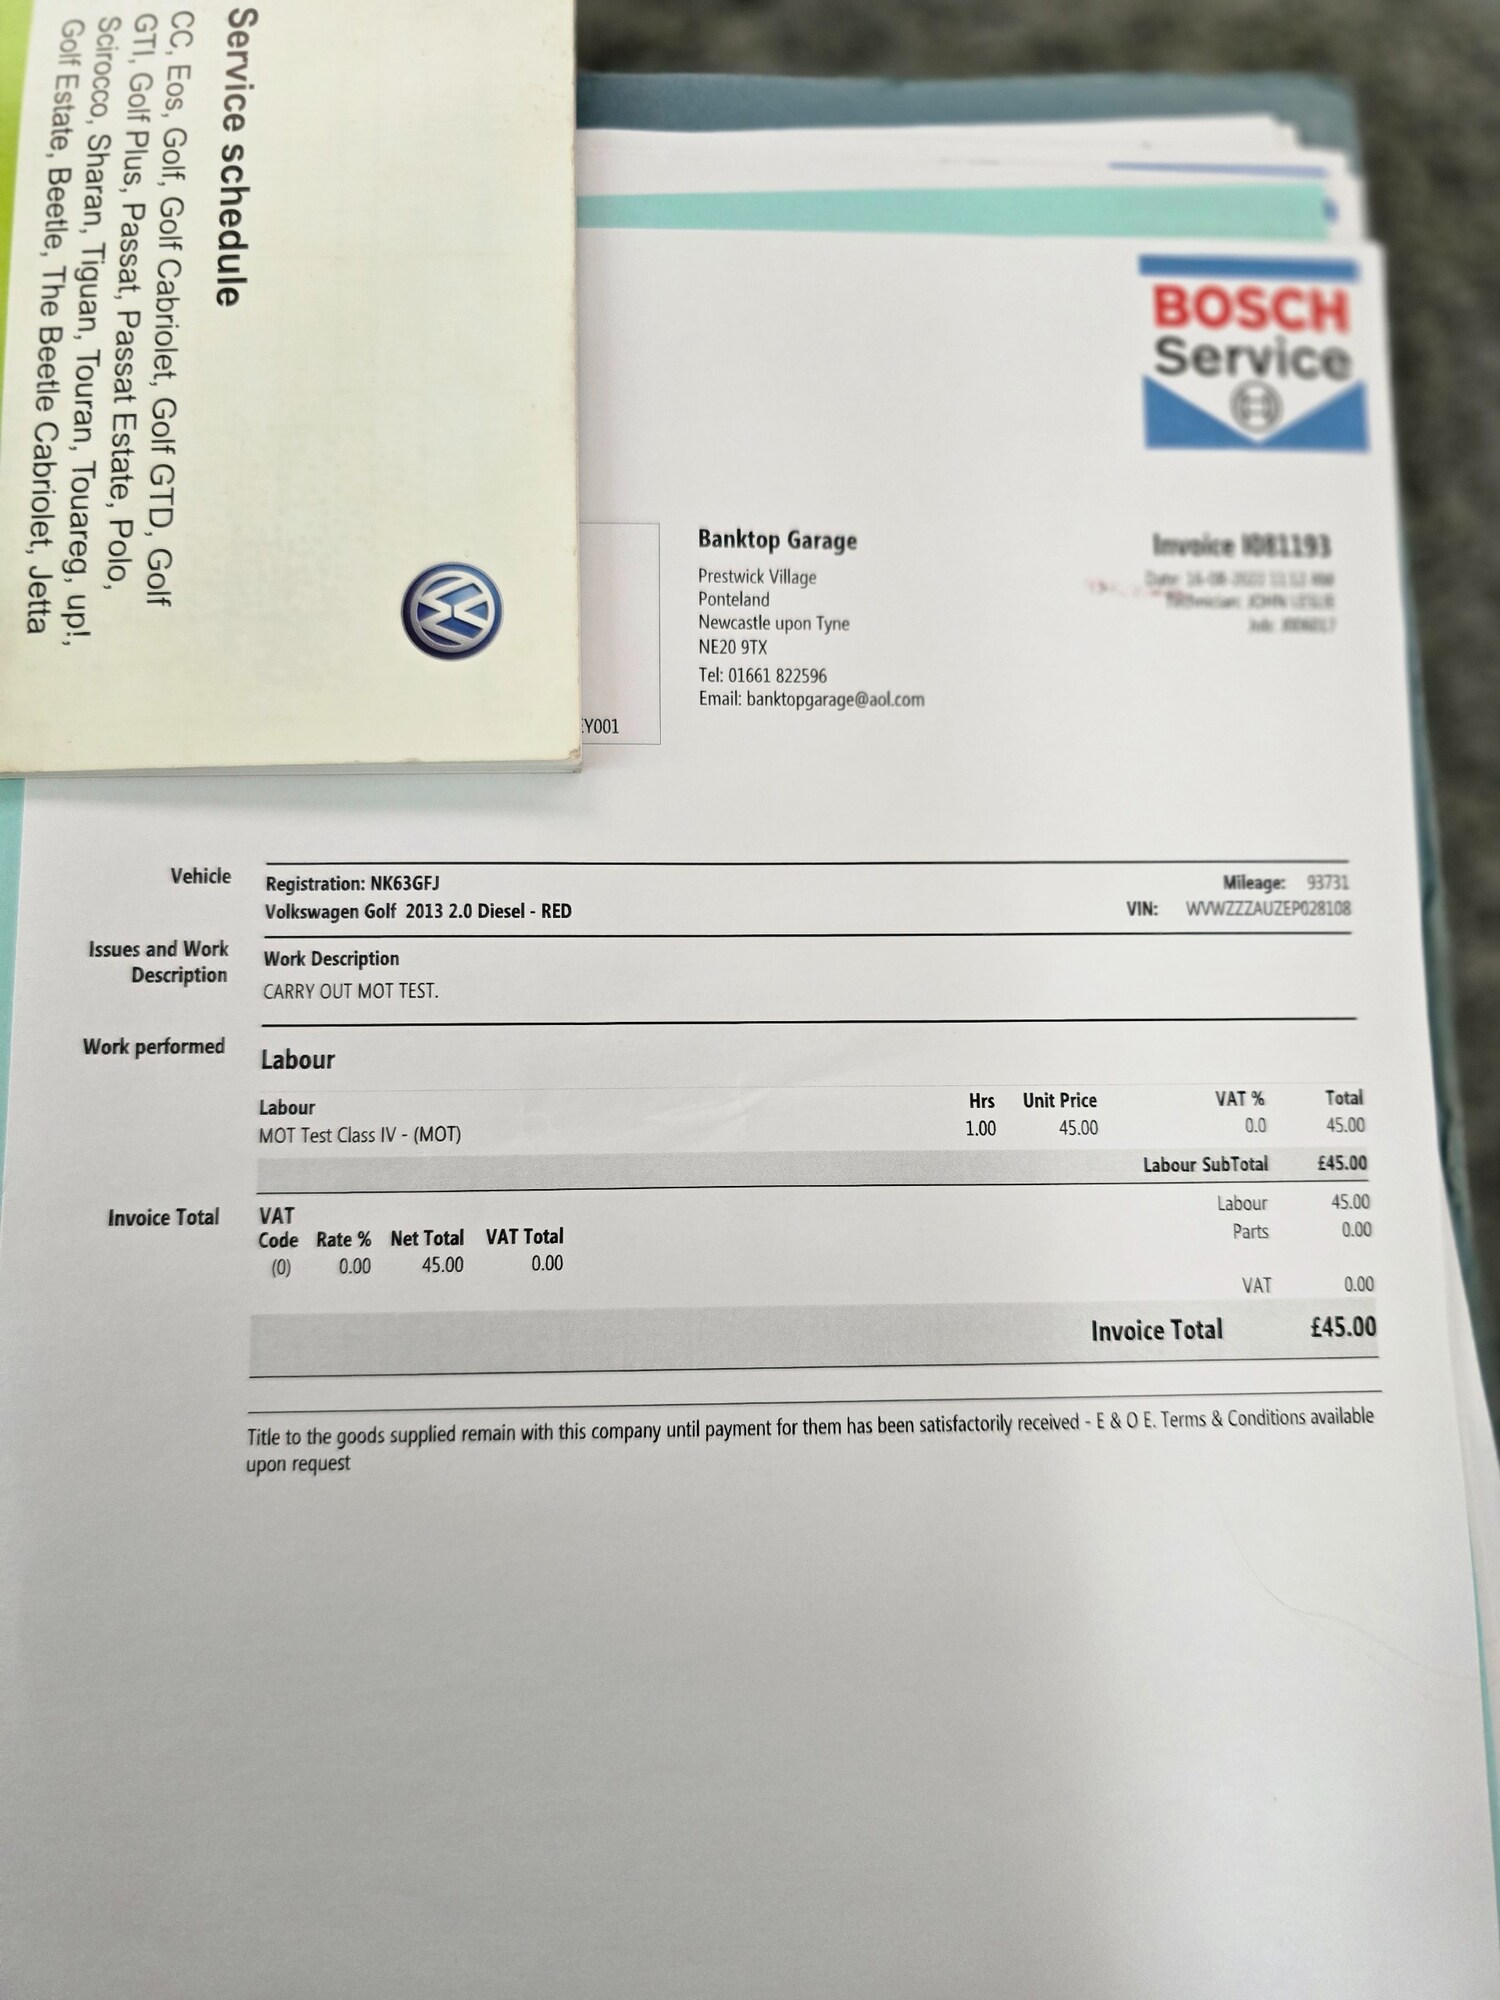 Service schedule
CC, Eos, Golf, Golf Cabriolet, Golf GTD, Golf
GTI, Golf Plus, Passat, Passat Estate, Polo,
Scirocco, Sharan, Tiguan, Touran, Touareg, up!,
Golf Estate, Beetle, The Beetle Cabriolet, Jetta
BOSCH
Service
Banktop Garage
Prestwick Village
Ponteland
Newcastle upon Tyne
NE20 9TX
Tel: 01661 822596
Email: banktopgarage@aol.com
Invoice I081193
Y001
Vehicle
Registration: NK63GFJ
Mileage: 93731
Volkswagen Golf 2013 2.0 Diesel - RED
VIN: WVWZZZAUZEP028108
Issues and Work
Description
Work Description
CARRY OUT MOT TEST.
Work performed
Labour
Labour Hrs Unit Price VAT % Total
MOT Test Class IV - (MOT) 1.00 45.00 0.0 45.00
Labour SubTotal £45.00
Invoice Total
VAT
Code Rate % Net Total VAT Total
(0) 0.00 45.00 0.00
Labour 45.00
Parts 0.00
VAT 0.00
Invoice Total £45.00
Title to the goods supplied remain with this company until payment for them has been satisfactorily received - E & O E. Terms & Conditions available
upon request